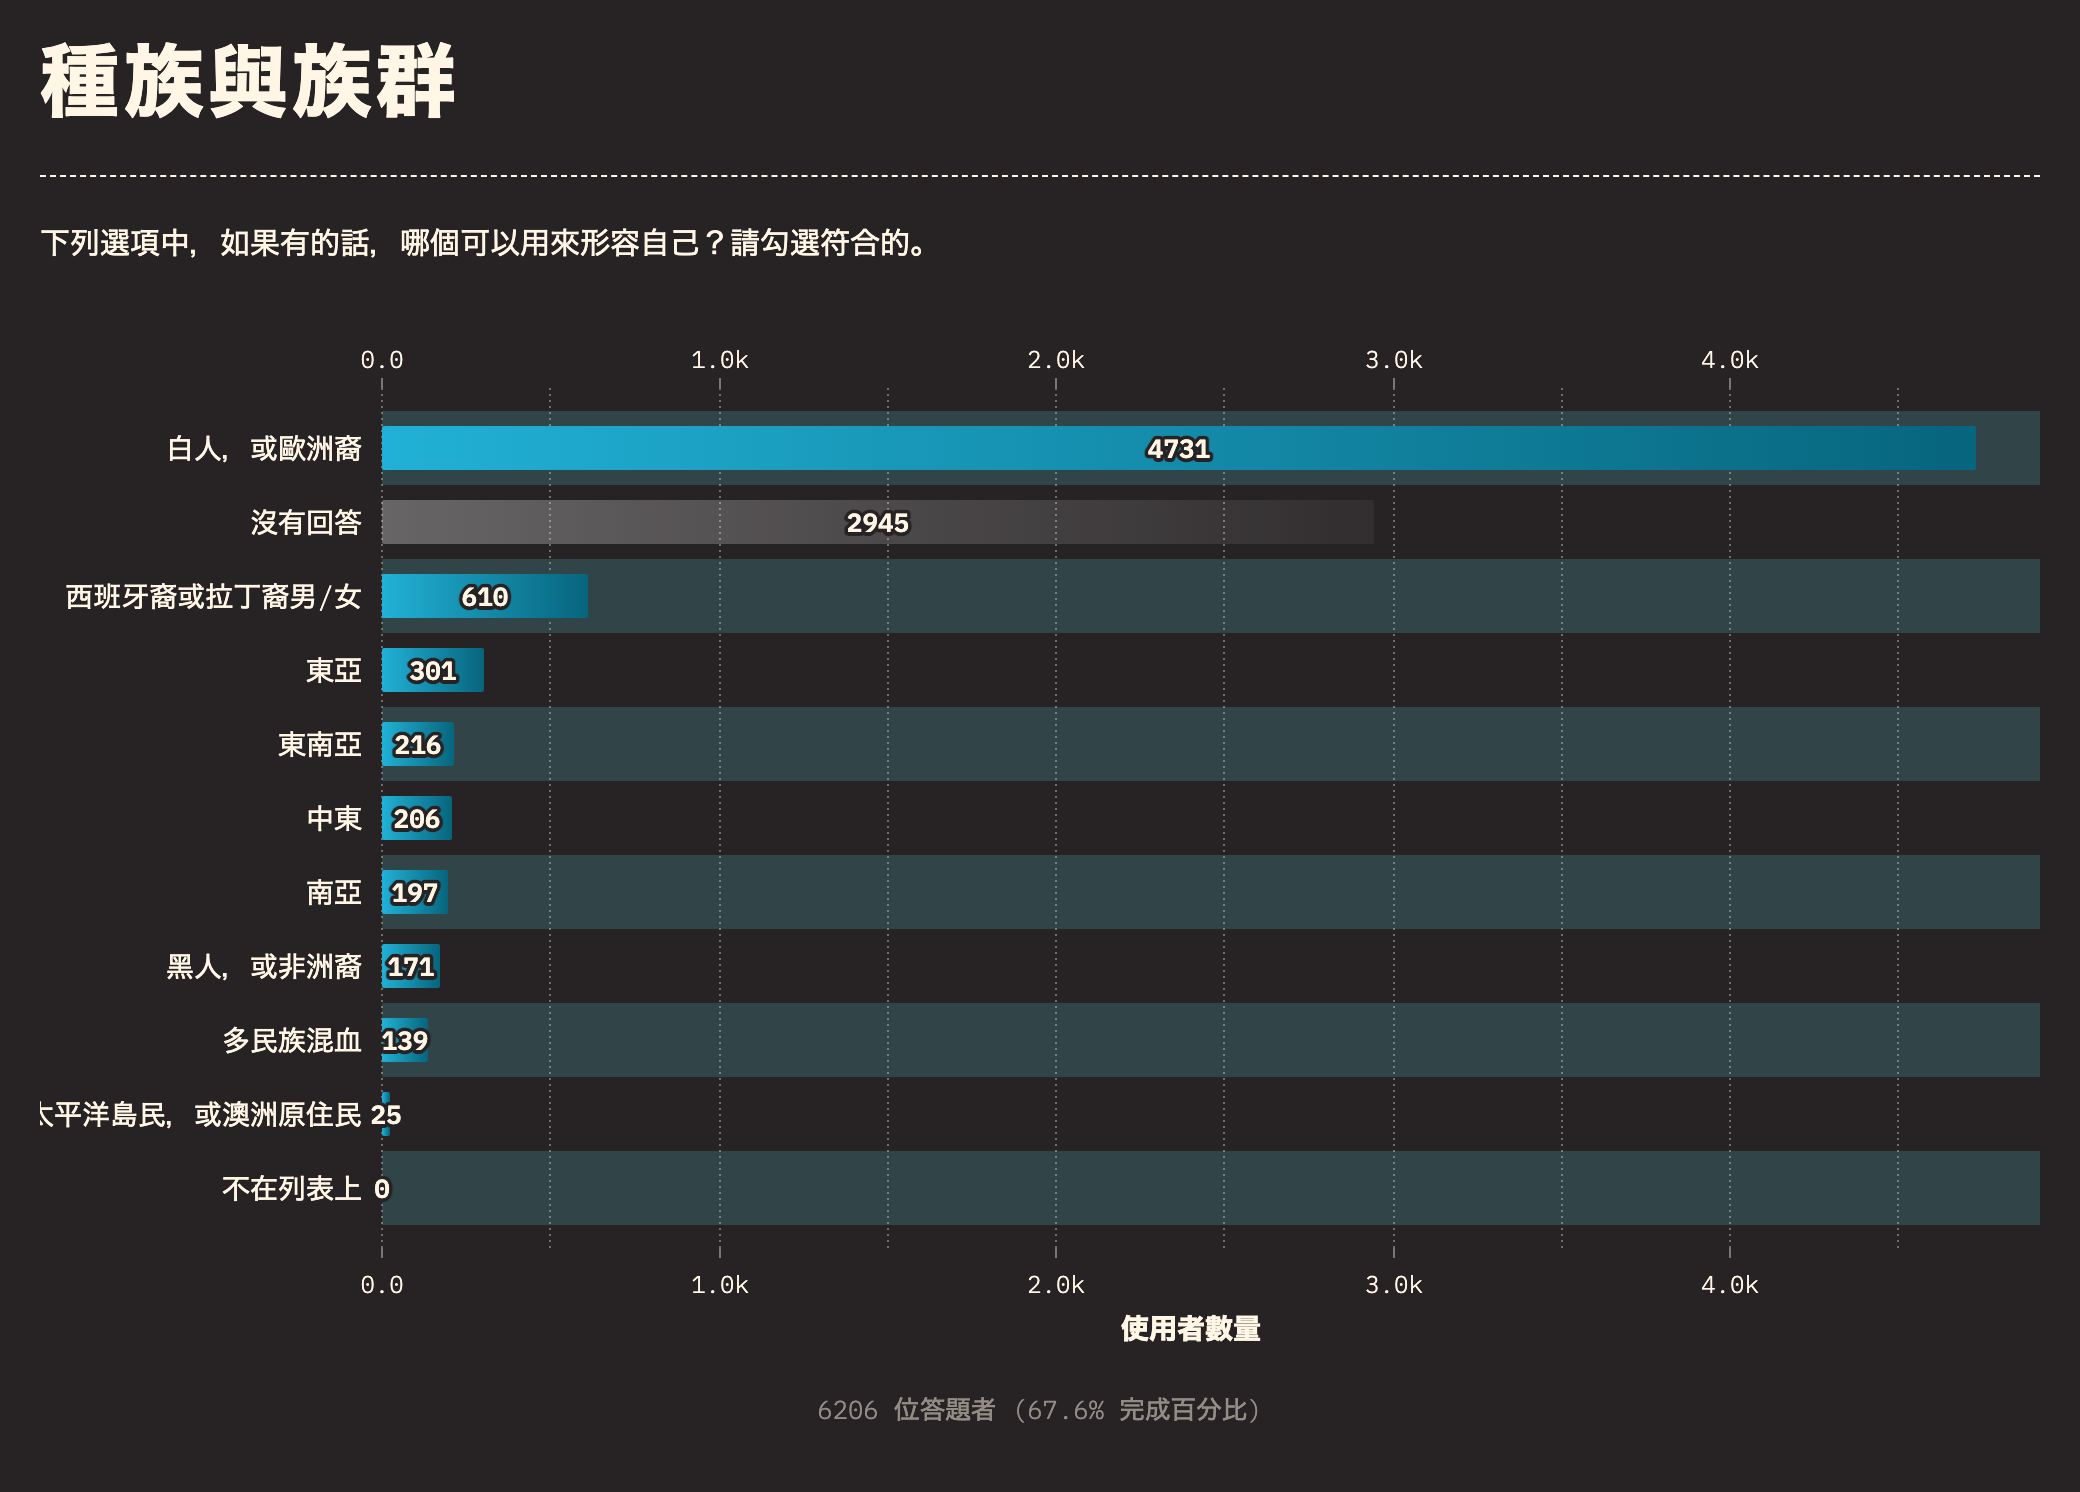 種族與族群
下列選項中，如果有的話，哪個可以用來形容自己？請勾選符合的。
0.0 1.0k 2.0k 3.0k 4.0k
白人，或歐洲裔 4731
沒有回答 2945
西班牙裔或拉丁裔男/女 610
東亞 301
東南亞 216
中東 206
南亞 197
黑人，或非洲裔 171
多民族混血 139
太平洋島民，或澳洲原住民 25
不在列表上 0
0.0 1.0k 2.0k 3.0k 4.0k
使用者數量
6206 位答題者 (67.6% 完成百分比)